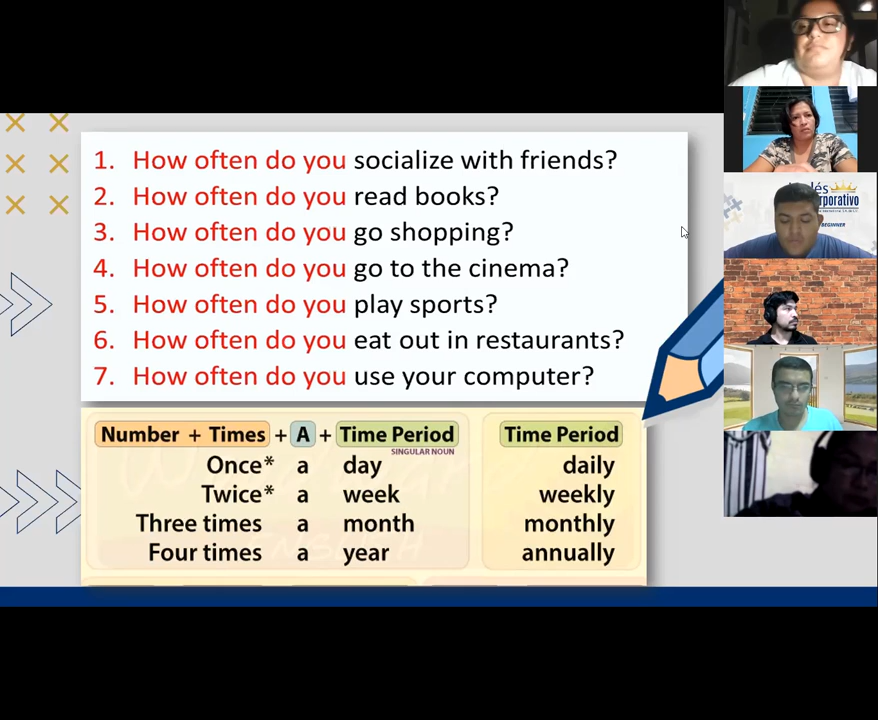 1. How often do you socialize with friends?
2. How often do you read books?
3. How often do you go shopping?
4. How often do you go to the cinema?
5. How often do you play sports?
6. How often do you eat out in restaurants?
7. How often do you use your computer?
Number + Times + A + Time Period
SINGULAR NOUN
Once* a day
Twice* a week
Three times a month
Four times a year
Time Period
daily
weekly
monthly
annually
ENGLISH